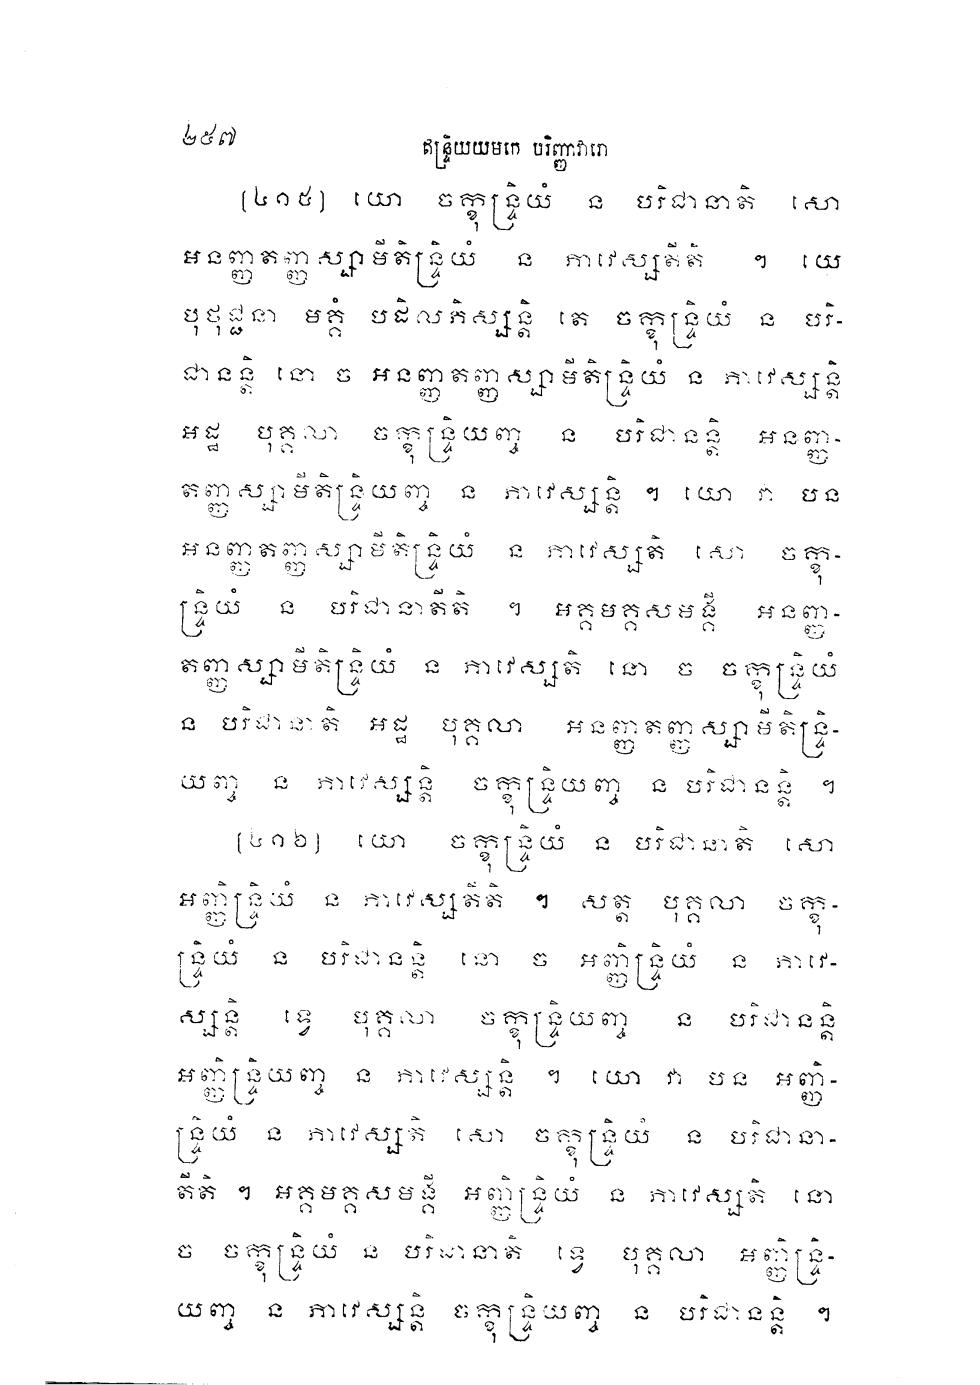 ២៥៧
ឥន្ទ្រិយយមកេ បរិញ្ញាវារោ
[៤១៥] យោ ចក្ខុន្ទ្រិយំ ន បរិជានាតិ សោ
អនញ្ញតញ្ញស្សាមីតិន្ទ្រិយំ ន ភាវេស្សតីតិ ។ យេ
បុថុជ្ជនា មគ្គំ បដិលភិស្សន្តិ តេ ចក្ខុន្ទ្រិយំ ន បរិ-
ជានន្តិ នោ ច អនញ្ញតញ្ញស្សាមីតិន្ទ្រិយំ ន ភាវេស្សន្តិ
អដ្ឋ បុគ្គលា ចក្ខុន្ទ្រិយញ្ច ន បរិជានន្តិ អនញ្ញ-
តញ្ញស្សាមីតិន្ទ្រិយញ្ច ន ភាវេស្សន្តិ ។ យោ វា បន
អនញ្ញតញ្ញស្សាមីតិន្ទ្រិយំ ន ភាវេស្សតិ សោ ចក្ខុ-
ន្ទ្រិយំ ន បរិជានាតីតិ ។ អគ្គមគ្គសមង្គី អនញ្ញ-
តញ្ញស្សាមីតិន្ទ្រិយំ ន ភាវេស្សតិ នោ ច ចក្ខុន្ទ្រិយំ
ន បរិជានាតិ អដ្ឋ បុគ្គលា អនញ្ញតញ្ញស្សាមីតិន្ទ្រិ-
យញ្ច ន ភាវេស្សន្តិ ចក្ខុន្ទ្រិយញ្ច ន បរិជានន្តិ ។
[៤១៦] យោ ចក្ខុន្ទ្រិយំ ន បរិជានាតិ សោ
អញ្ញិន្ទ្រិយំ ន ភាវេស្សតីតិ ។ សត្ត បុគ្គលា ចក្ខុ-
ន្ទ្រិយំ ន បរិជានន្តិ នោ ច អញ្ញិន្ទ្រិយំ ន ភាវេ-
ស្សន្តិ ទ្វេ បុគ្គលា ចក្ខុន្ទ្រិយញ្ច ន បរិជានន្តិ
អញ្ញិន្ទ្រិយញ្ច ន ភាវេស្សន្តិ ។ យោ វា បន អញ្ញិ-
ន្ទ្រិយំ ន ភាវេស្សតិ សោ ចក្ខុន្ទ្រិយំ ន បរិជានា-
តីតិ ។ អគ្គមគ្គសមង្គី អញ្ញិន្ទ្រិយំ ន ភាវេស្សតិ នោ
ច ចក្ខុន្ទ្រិយំ ន បរិជានាតិ ទ្វេ បុគ្គលា អញ្ញិន្ទ្រិ-
យញ្ច ន ភាវេស្សន្តិ ចក្ខុន្ទ្រិយញ្ច ន បរិជានន្តិ ។